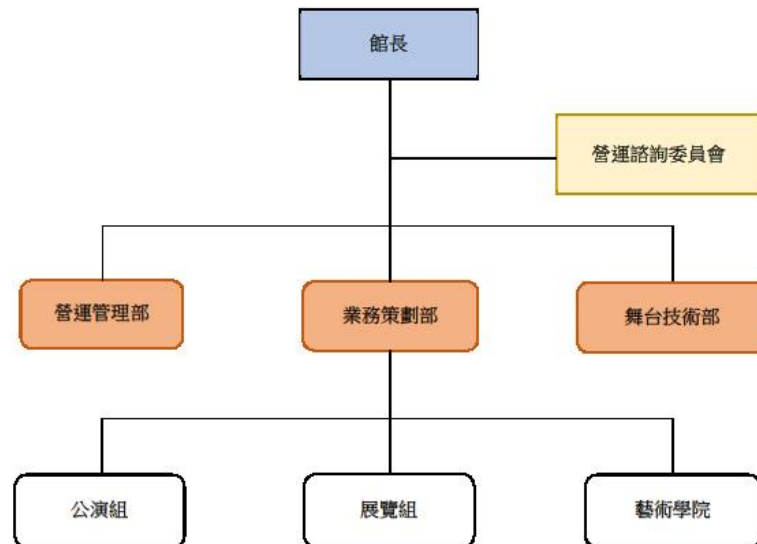 館長
營運諮詢委員會
營運管理部
業務策劃部
舞台技術部
公演組
展覽組
藝術學院